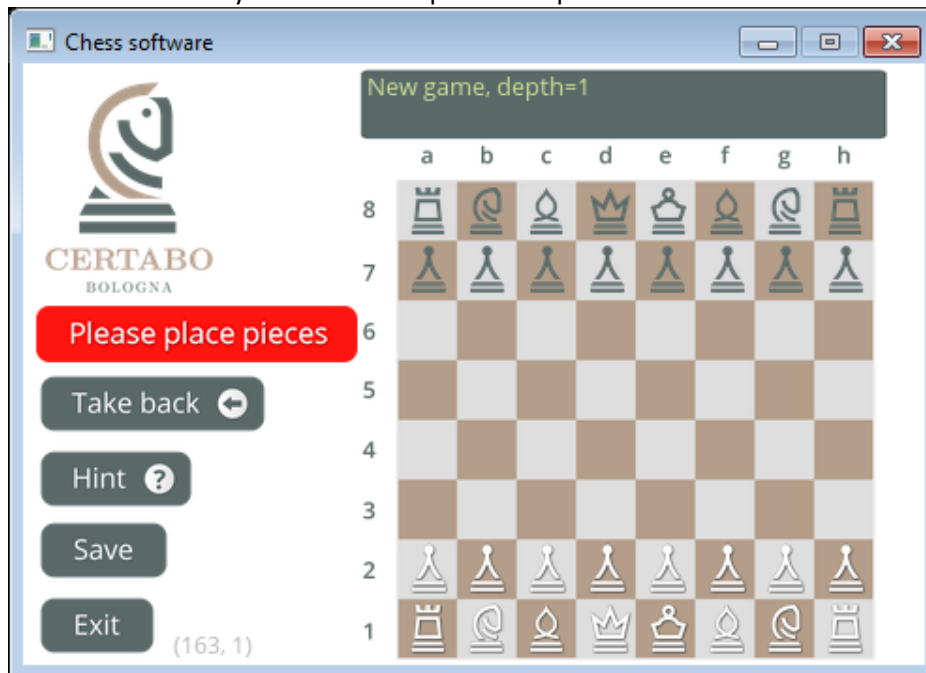 Chess software
New game, depth=1
a b c d e f g h
CERTABO
BOLOGNA
8
7
Please place pieces
6
Take back
5
4
Hint ?
3
Save
2
Exit
1
(163, 1)